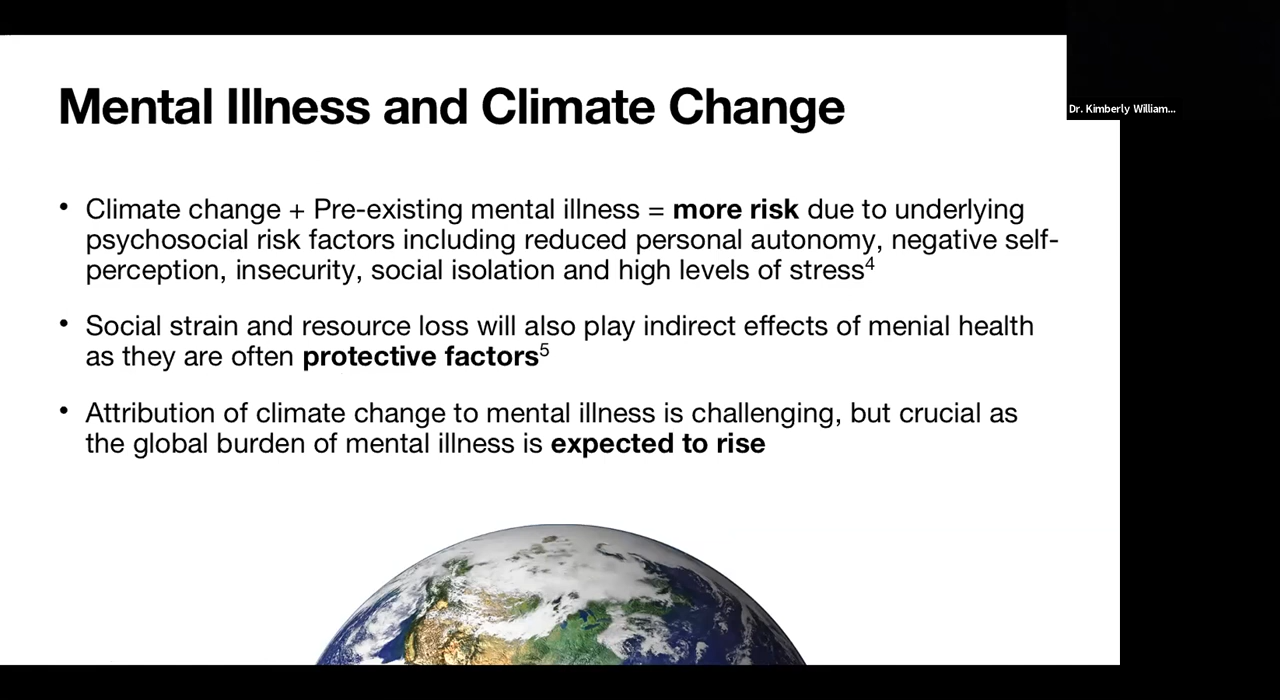 Mental Illness and Climate Change
Dr. Kimberly William...
• Climate change + Pre-existing mental illness = more risk due to underlying
psychosocial risk factors including reduced personal autonomy, negative self-
perception, insecurity, social isolation and high levels of stress⁴
• Social strain and resource loss will also play indirect effects of menial health
as they are often protective factors⁵
• Attribution of climate change to mental illness is challenging, but crucial as
the global burden of mental illness is expected to rise